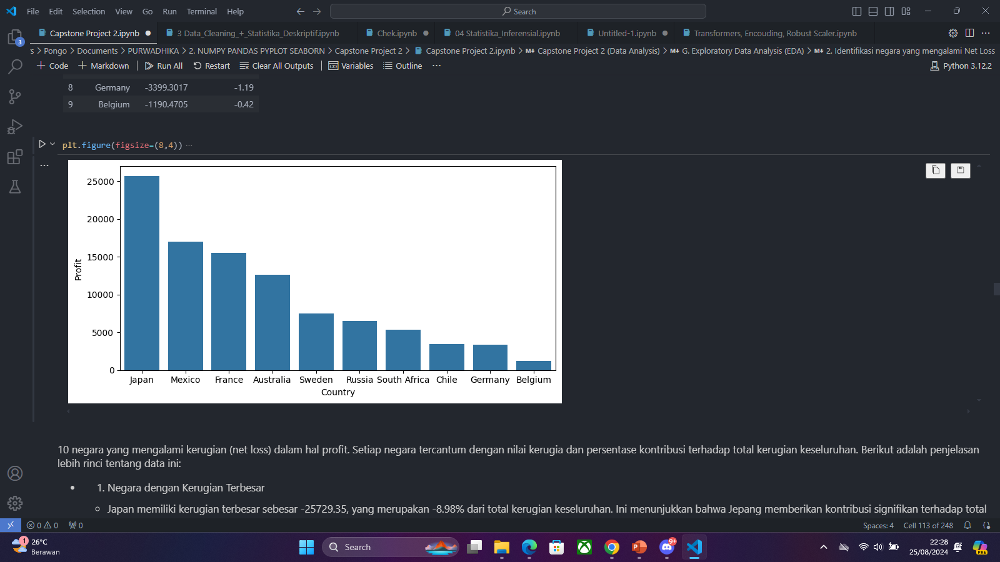 File Edit Selection View Go Run Terminal Help
Search
Capstone Project 2.ipynb
3 Data_Cleaning_+_Statistika_Deskriptif.ipynb
Chek.ipynb
04 Statistika_Inferensial.ipynb
Untitled-1.ipynb
Transformers, Encouding, Robust Scaler.ipynb
3
s > Pongo > Documents > PURWADHIKA > 2. NUMPY PANDAS PYPLOT SEABORN > Capstone Project 2 > Capstone Project 2.ipynb > M↓ Capstone Project 2 (Data Analysis) > M↓ G. Exploratory Data Analysis (EDA) > M↓ 2. Identifikasi negara yang mengalami Net Loss
+ Code + Markdown | Run All Restart Clear All Outputs | Variables Outline ...
Python 3.12.2
8 Germany -3399.3017 -1.19
9 Belgium -1190.4705 -0.42
plt.figure(figsize=(8,4)) ...
25000
20000
15000
10000
5000
0
Profit
Japan Mexico France Australia Sweden Russia South Africa Chile Germany Belgium
Country
10 negara yang mengalami kerugian (net loss) dalam hal profit. Setiap negara tercantum dengan nilai kerugia dan persentase kontribusi terhadap total kerugian keseluruhan. Berikut adalah penjelasan
lebih rinci tentang data ini:
• 1. Negara dengan Kerugian Terbesar
◦ Japan memiliki kerugian terbesar sebesar -25729.35, yang merupakan -8.98% dari total kerugian keseluruhan. Ini menunjukkan bahwa Jepang memberikan kontribusi signifikan terhadap total
0 0 0
Spaces: 4 Cell 113 of 248
1
26°C
Berawan
Search
9+
22:28
25/08/2024
PRE